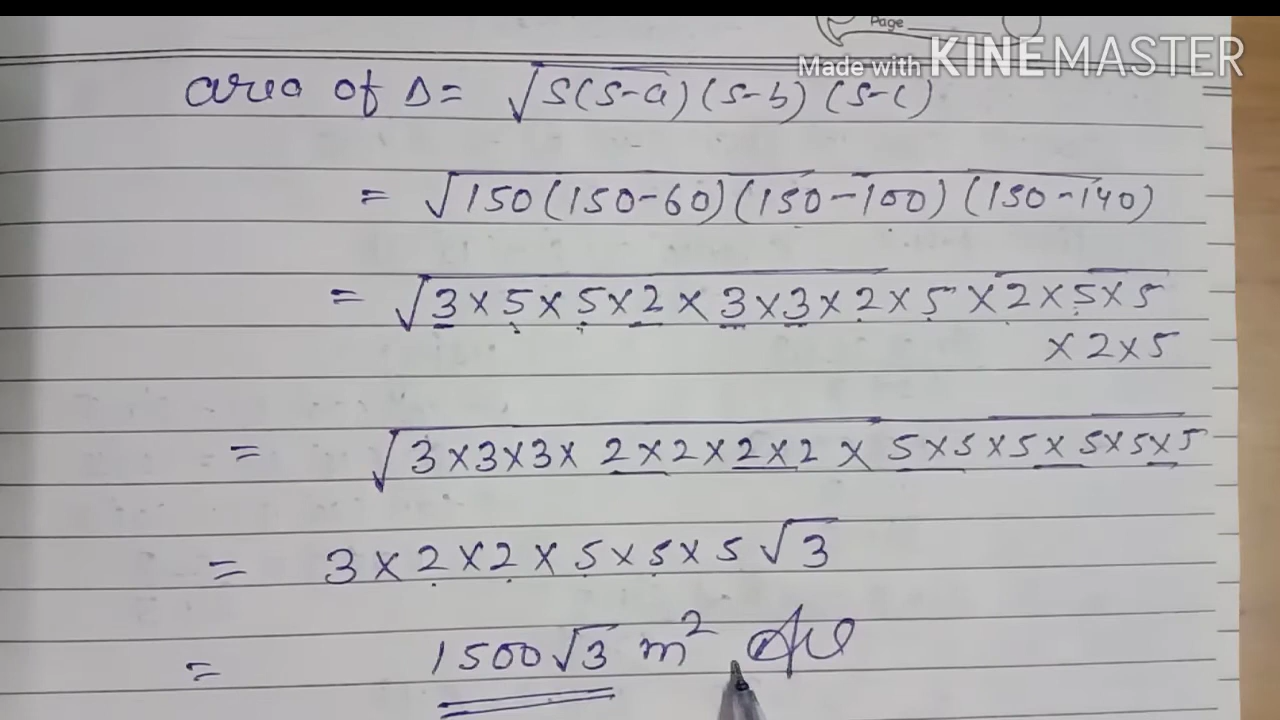 Page
Made with KINEMASTER
area of Δ = √S(S-a)(S-b)(S-c)
= √150(150-60)(150-100)(150-140)
= √3×5×5×2×3×3×2×5×2×5×5
×2×5
= √3×3×3×2×2×2×2×5×5×5×5×5×5
= 3×2×2×5×5×5√3
= 1500√3 m²